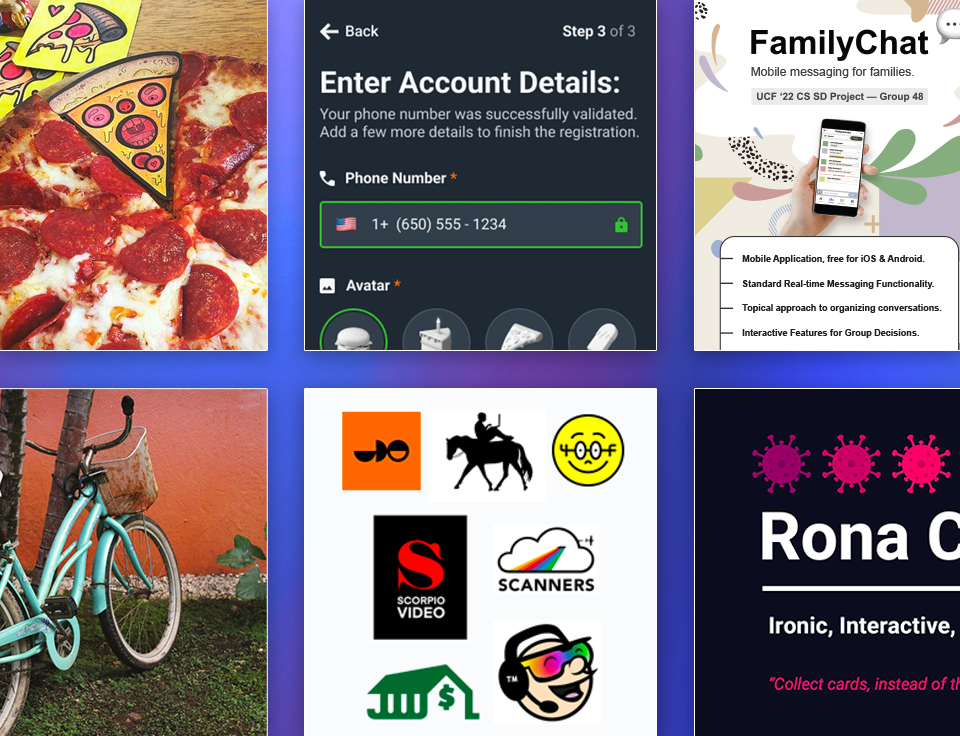 Back
Step 3 of 3
Enter Account Details:
Your phone number was successfully validated.
Add a few more details to finish the registration.
Phone Number *
1+ (650) 555 - 1234
Avatar *
FamilyChat
Mobile messaging for families.
UCF ‘22 CS SD Project — Group 48
Mobile Application, free for iOS & Android.
Standard Real-time Messaging Functionality.
Topical approach to organizing conversations.
Interactive Features for Group Decisions.
SCORPIO
VIDEO
SCANNERS
TM
$
Rona C
Ironic, Interactive,
“Collect cards, instead of th